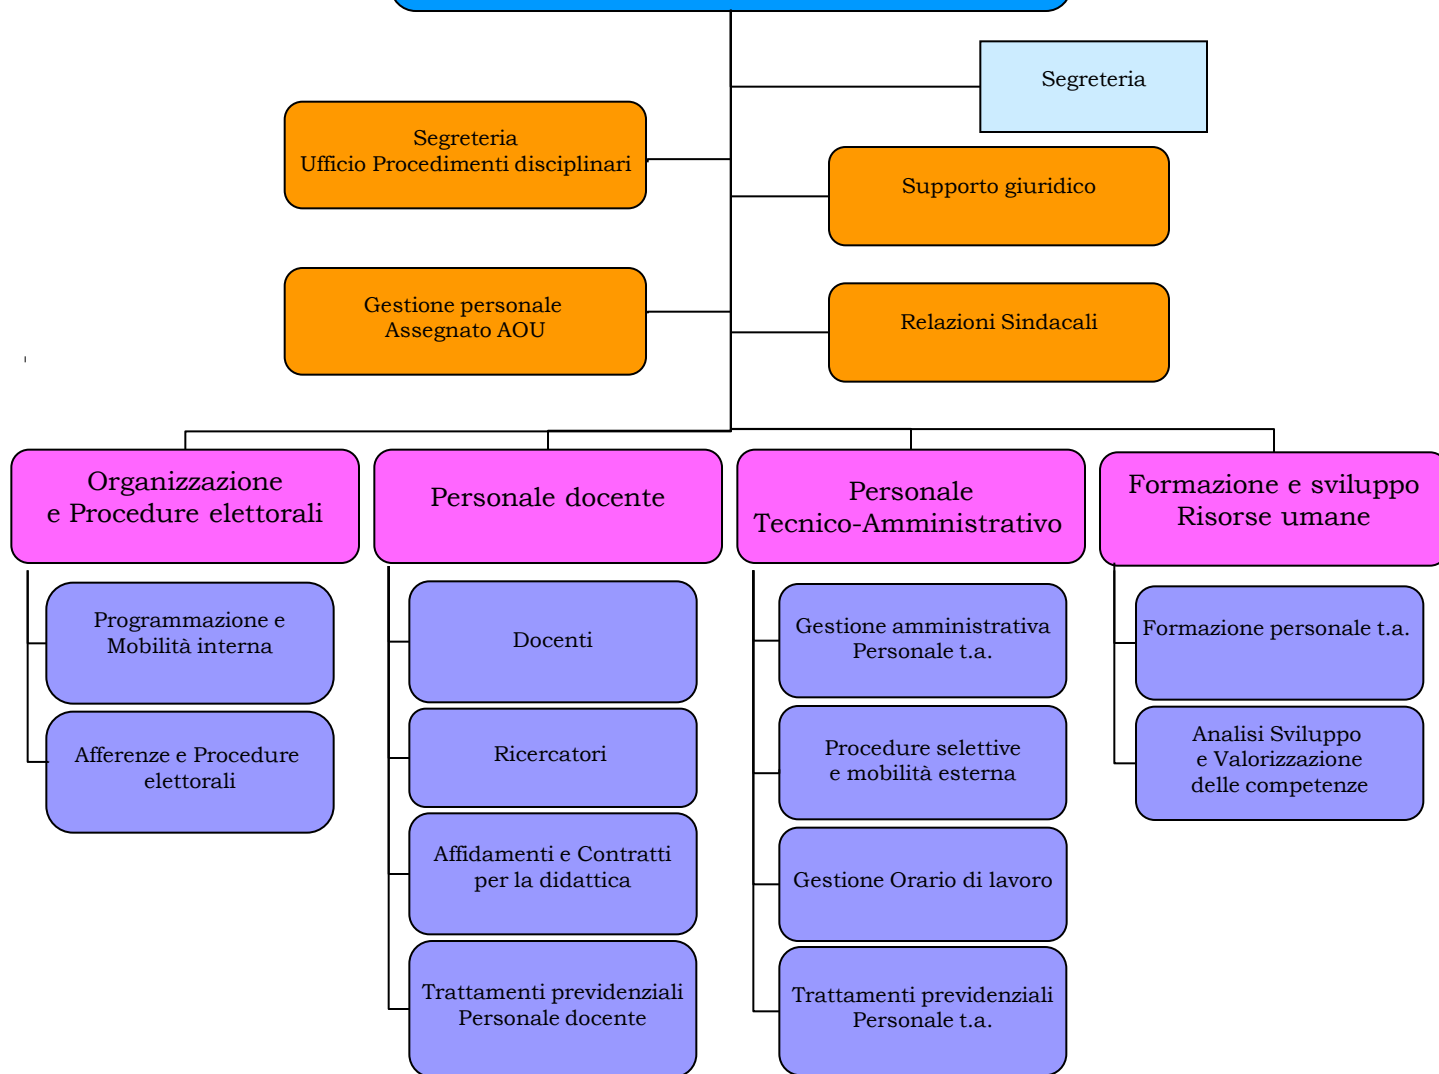 Segreteria
Segreteria
Ufficio Procedimenti disciplinari
Supporto giuridico
Gestione personale
Assegnato AOU
Relazioni Sindacali
Organizzazione
e Procedure elettorali
Personale docente
Personale
Tecnico-Amministrativo
Formazione e sviluppo
Risorse umane
Programmazione e
Mobilità interna
Afferenze e Procedure
elettorali
Docenti
Ricercatori
Affidamenti e Contratti
per la didattica
Trattamenti previdenziali
Personale docente
Gestione amministrativa
Personale t.a.
Procedure selettive
e mobilità esterna
Gestione Orario di lavoro
Trattamenti previdenziali
Personale t.a.
Formazione personale t.a.
Analisi Sviluppo
e Valorizzazione
delle competenze